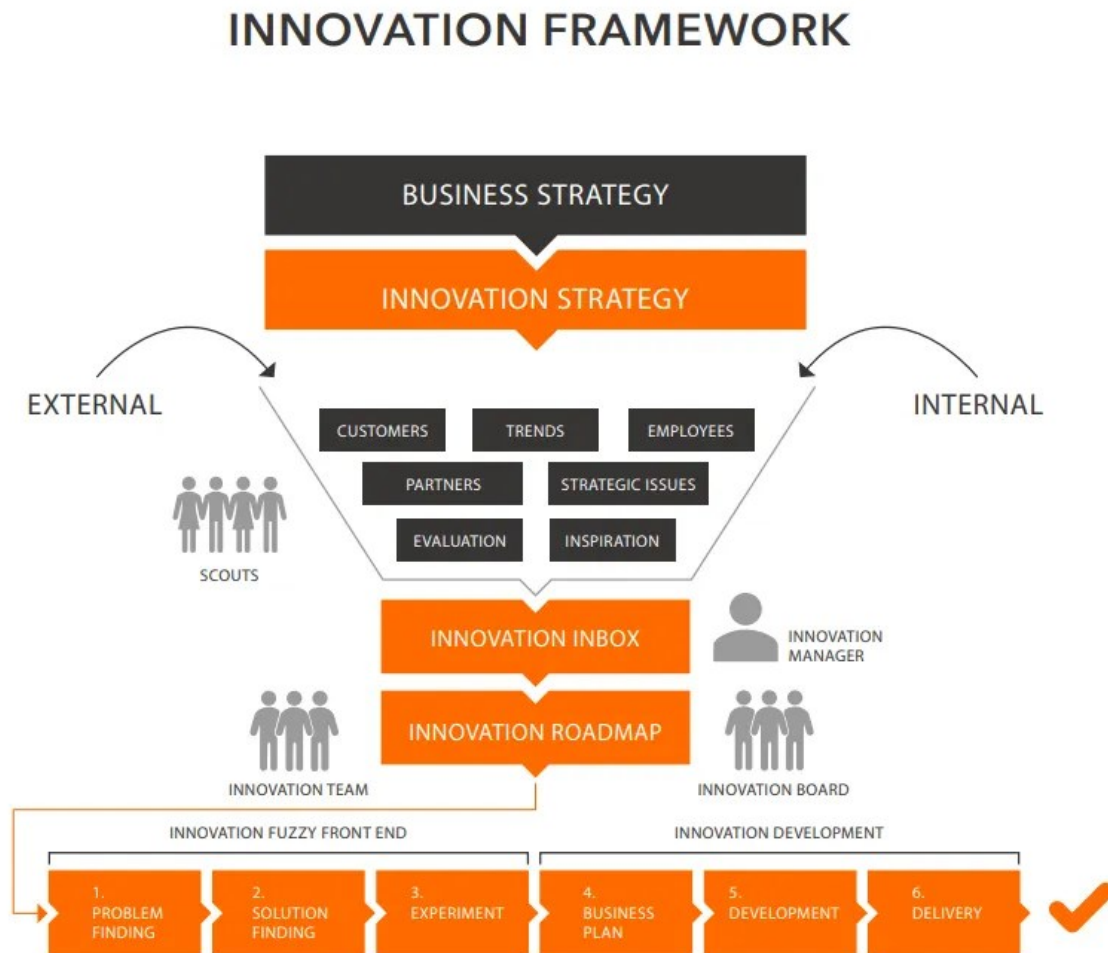 INNOVATION FRAMEWORK
BUSINESS STRATEGY
INNOVATION STRATEGY
EXTERNAL
INTERNAL
CUSTOMERS
TRENDS
EMPLOYEES
PARTNERS
STRATEGIC ISSUES
EVALUATION
INSPIRATION
SCOUTS
INNOVATION INBOX
INNOVATION
MANAGER
INNOVATION ROADMAP
INNOVATION TEAM
INNOVATION BOARD
INNOVATION FUZZY FRONT END
INNOVATION DEVELOPMENT
1.
PROBLEM
FINDING
2.
SOLUTION
FINDING
3.
EXPERIMENT
4.
BUSINESS
PLAN
5.
DEVELOPMENT
6.
DELIVERY